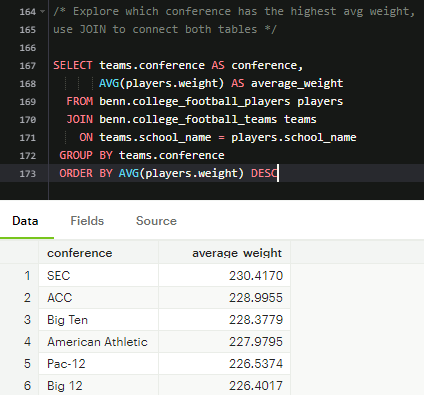 164 /* Explore which conference has the highest avg weight,
165 use JOIN to connect both tables */
166
167 SELECT teams.conference AS conference,
168 AVG(players.weight) AS average_weight
169 FROM benn.college_football_players players
170 JOIN benn.college_football_teams teams
171 ON teams.school_name = players.school_name
172 GROUP BY teams.conference
173 ORDER BY AVG(players.weight) DESC
Data Fields Source
conference average_weight
1 SEC 230.4170
2 ACC 228.9955
3 Big Ten 228.3779
4 American Athletic 227.9795
5 Pac-12 226.5374
6 Big 12 226.4017